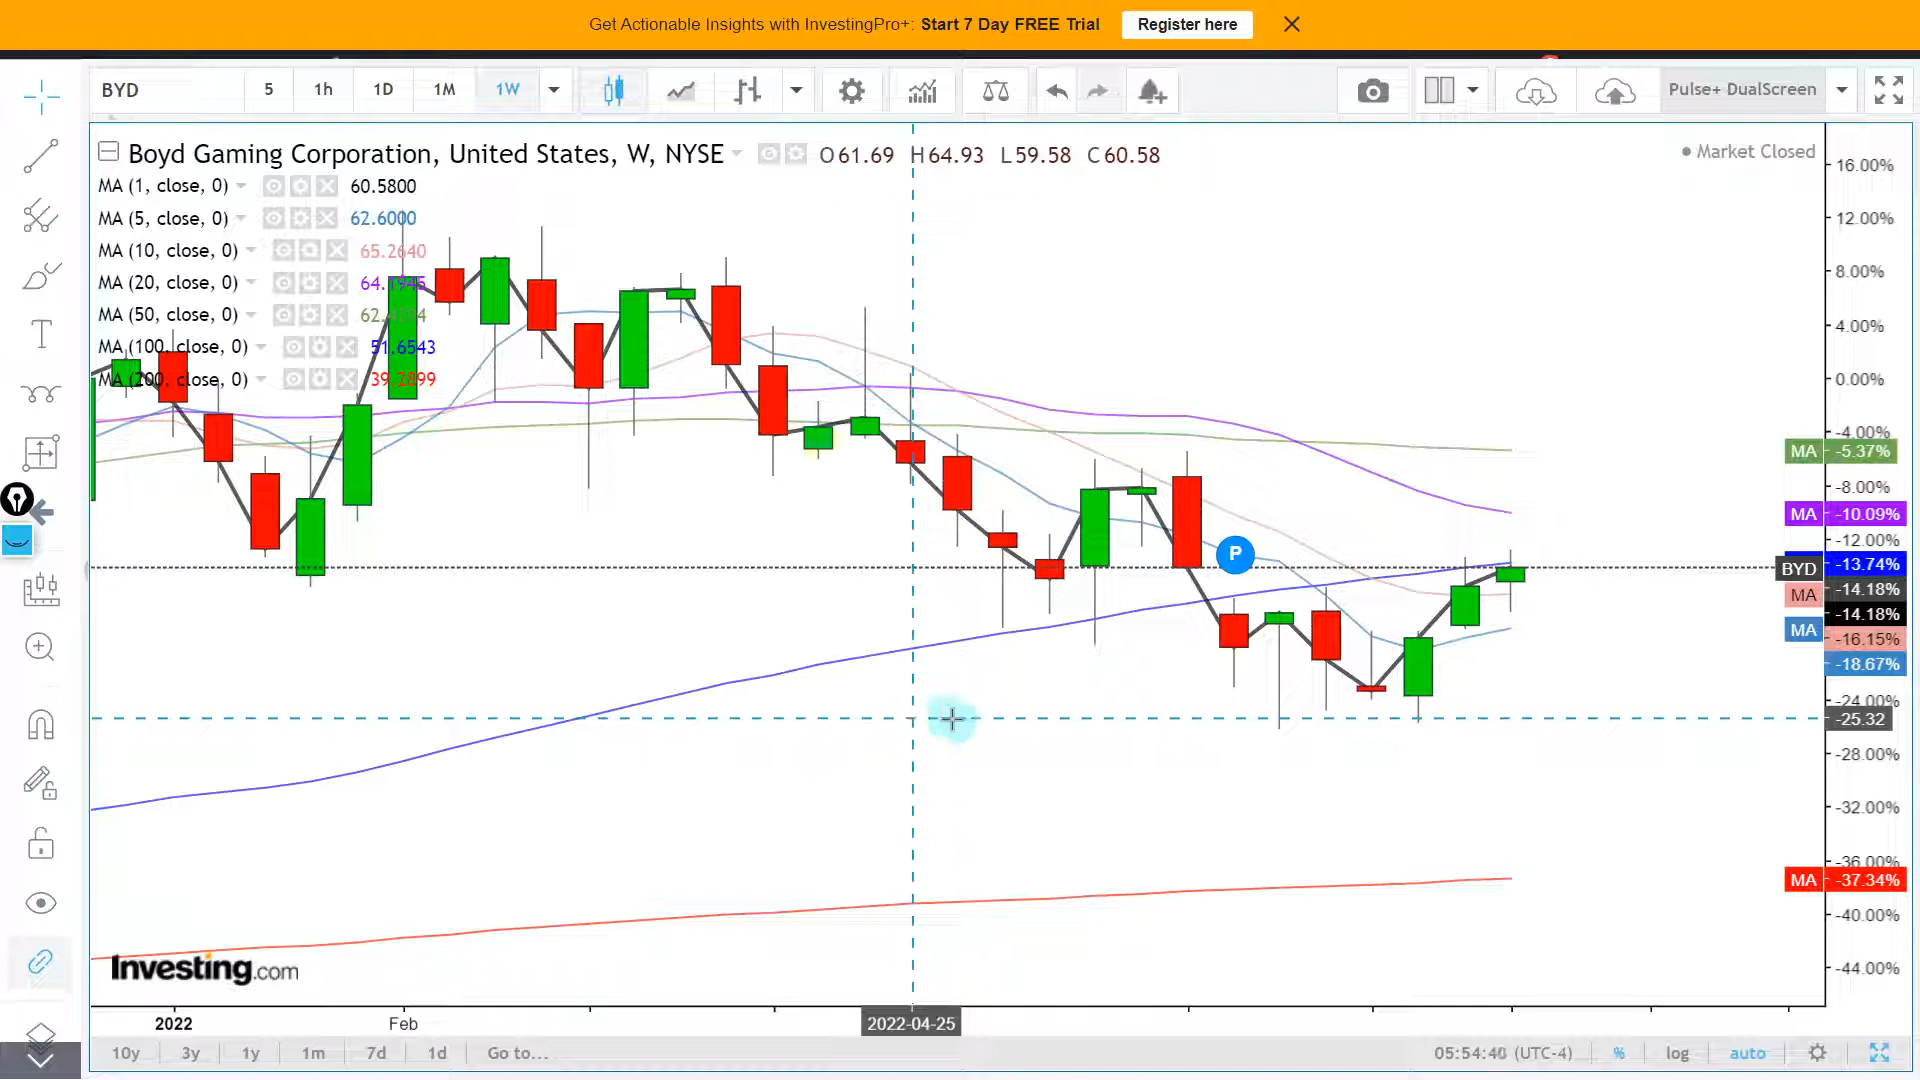 Get Actionable Insights with InvestingPro+: Start 7 Day FREE Trial Register here
BYD 5 1h 1D 1M 1W Pulse+ DualScreen
Boyd Gaming Corporation, United States, W, NYSE O61.69 H64.93 L59.58 C60.58
Market Closed
MA (1, close, 0) 60.5800
MA (5, close, 0) 62.6000
MA (10, close, 0) 65.2640
MA (20, close, 0)
MA (50, close, 0)
MA (100, close, 0) 51.6543
MA (200, close, 0) 39.2899
16.00%
12.00%
8.00%
4.00%
0.00%
-4.00%
MA -5.37%
-8.00%
MA -10.09%
-12.00%
-13.74%
BYD
-14.18%
MA
-14.18%
MA
-16.15%
-18.67%
-24.00%
-25.32
-28.00%
-32.00%
-36.00%
MA -37.34%
-40.00%
-44.00%
P
Investing.com
2022 Feb 2022-04-25
10y 3y 1y 1m 7d 1d Go to... 05:54:40 (UTC-4) % log auto